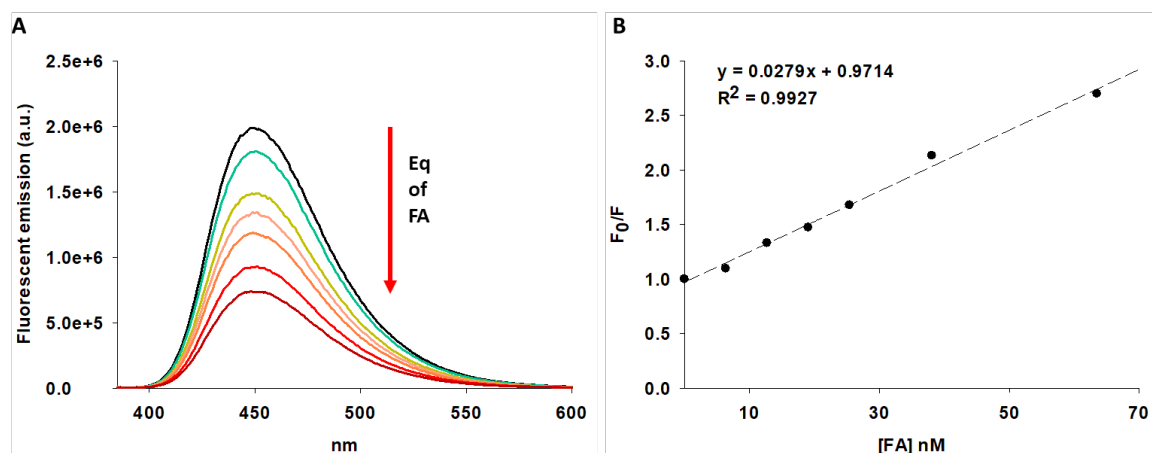 A
Fluorescent emission (a.u.)
2.5e+6
2.0e+6
1.5e+6
1.0e+6
5.0e+5
0.0
400
450
500
550
600
nm
Eq
of
FA
B
F0/F
3.0
2.5
2.0
1.5
1.0
0.5
0.0
10
30
50
70
[FA] nM
y = 0.0279x + 0.9714
R2 = 0.9927